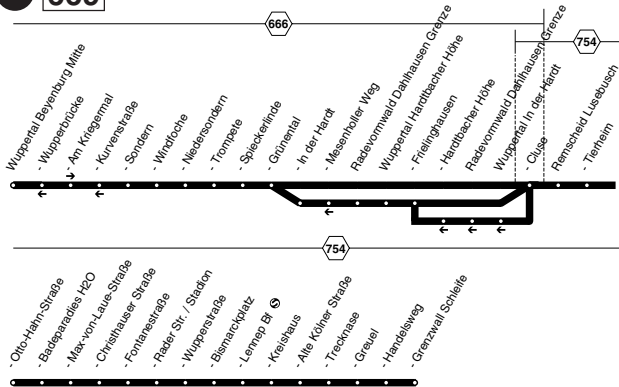 666
754
Wuppertal Beyenburg Mitte
- Wupperbrücke
- Am Kriegermal
- Kurvenstraße
- Sondern
- Windfoche
- Niedersondern
- Trompete
- Spieckerlinde
- Grünental
- In der Hardt
- Mesenholler Weg
Radevormwald Dahlhausen Grenze
Wuppertal Hardtbacher Höhe
- Frielinghausen
- Hardtbacher Höhe
Radevormwald Dahlhausen Grenze
Wuppertal In der Hardt
- Cluse
Remscheid Lusebusch
- Tierheim
754
- Otto-Hahn-Straße
- Badeparadies H2O
- Max-von-Laue-Straße
- Christhauser Straße
- Fontanestraße
- Rader Str. / Stadion
- Wupperstraße
- Bismarckplatz
- Lennep Bf Ⓢ
- Kreishaus
- Alte Kölner Straße
- Trecknase
- Greuel
- Handelsweg
- Grenzwall Schleife